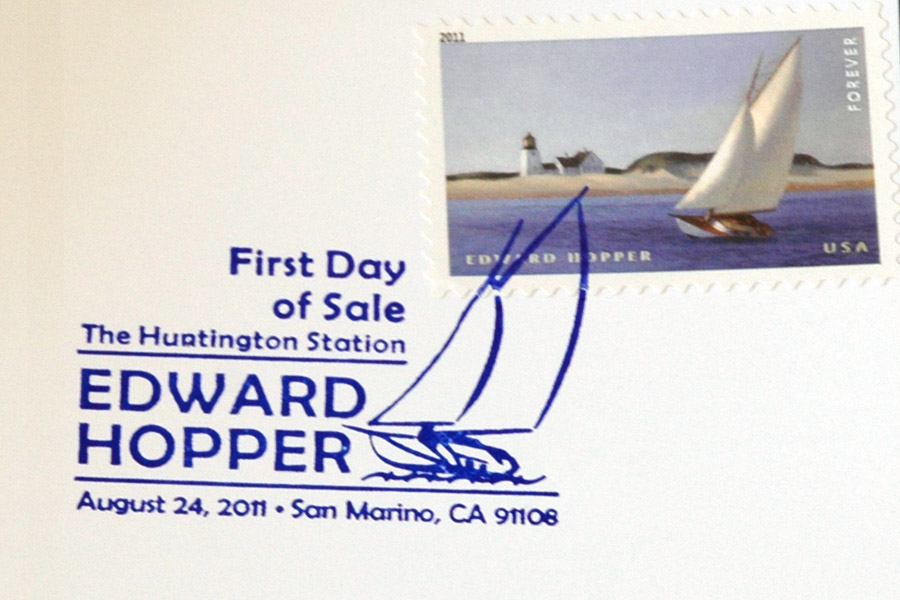 2011
FOREVER
EDWARD HOPPER
USA
First Day
of Sale
The Huntington Station
EDWARD
HOPPER
August 24, 2011 • San Marino, CA 91108